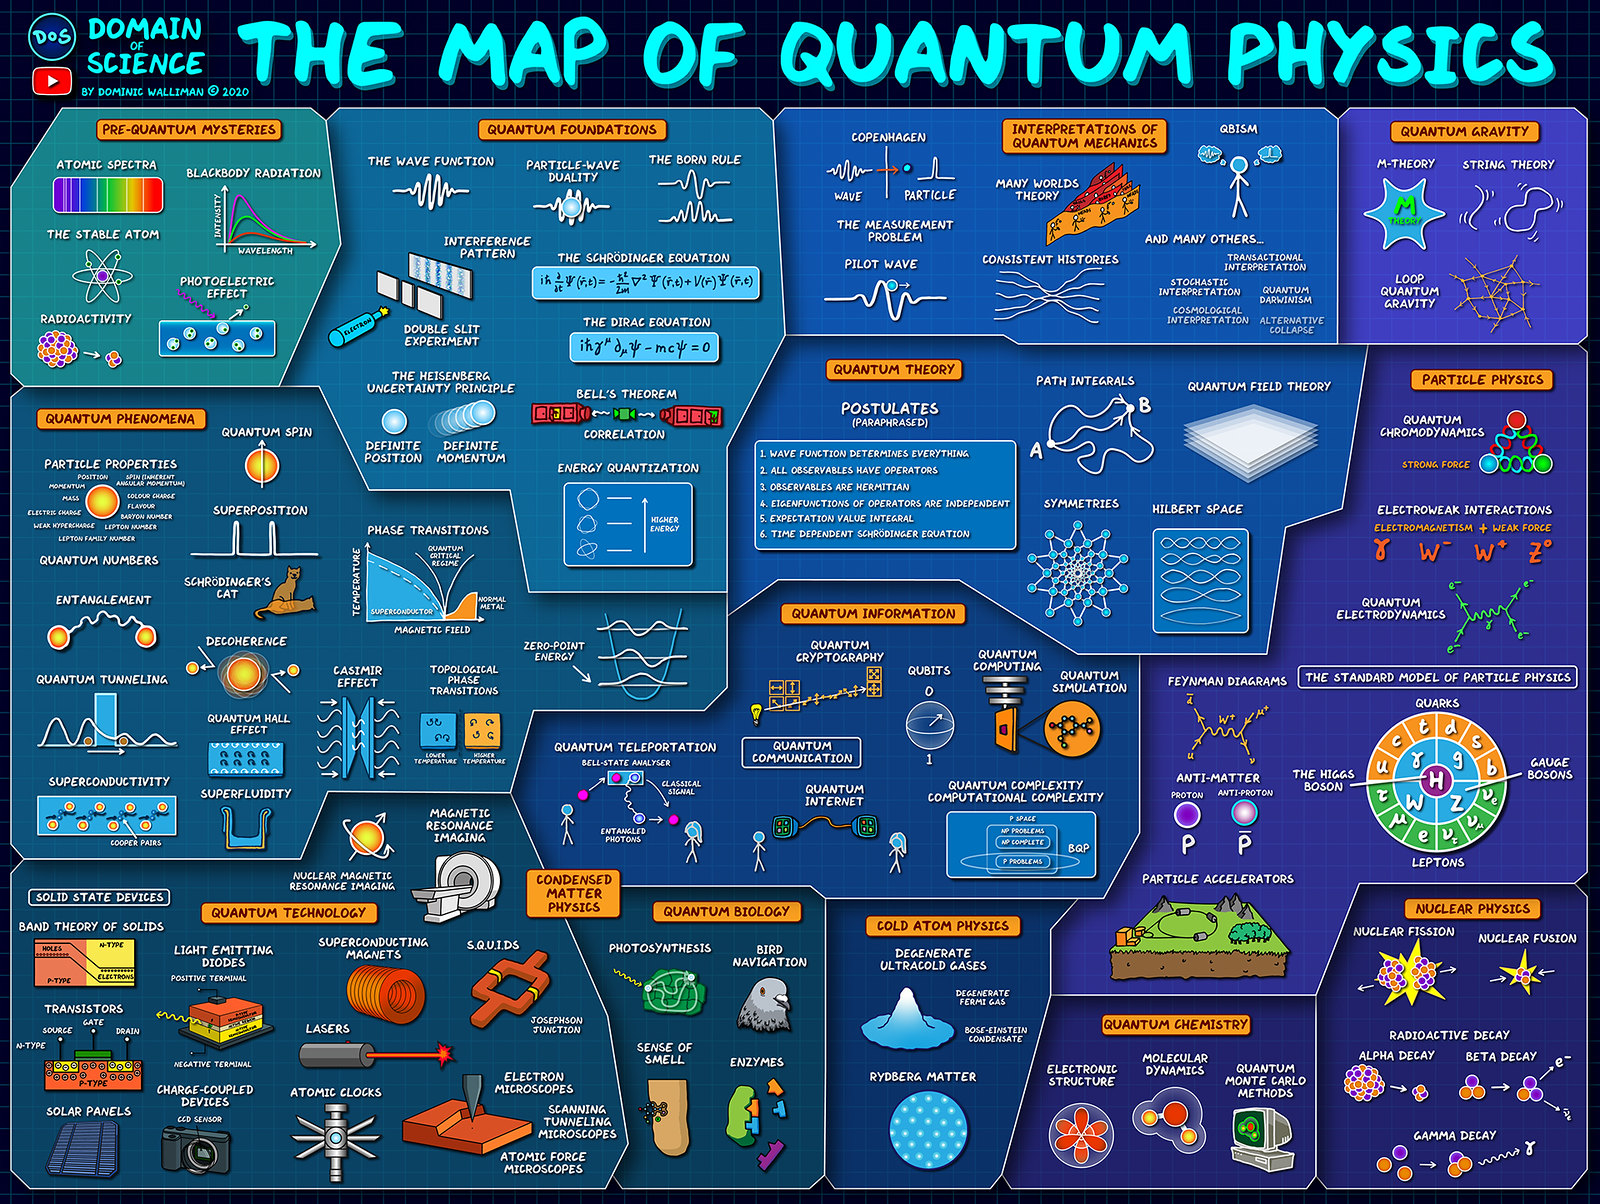 DOS
DOMAIN
OF
SCIENCE
BY DOMINIC WALLIMAN © 2020
THE MAP OF QUANTUM PHYSICS
PRE-QUANTUM MYSTERIES
ATOMIC SPECTRA
BLACKBODY RADIATION
INTENSITY
WAVELENGTH
THE STABLE ATOM
PHOTOELECTRIC
EFFECT
RADIOACTIVITY
QUANTUM FOUNDATIONS
THE WAVE FUNCTION
PARTICLE-WAVE
DUALITY
THE BORN RULE
INTERFERENCE
PATTERN
ELECTRON
DOUBLE SLIT
EXPERIMENT
THE SCHRÖDINGER EQUATION
iħ ∂/∂t Ψ(r̄,t) = -ħ²/2m ∇² Ψ(r̄,t) + V(r̄) Ψ(r̄,t)
THE DIRAC EQUATION
iħγ^μ ∂_μ ψ - mcψ = 0
THE HEISENBERG
UNCERTAINTY PRINCIPLE
DEFINITE
POSITION
DEFINITE
MOMENTUM
BELL'S THEOREM
CORRELATION
ENERGY QUANTIZATION
HIGHER
ENERGY
INTERPRETATIONS OF
QUANTUM MECHANICS
COPENHAGEN
WAVE
PARTICLE
THE MEASUREMENT
PROBLEM
PILOT WAVE
MANY WORLDS
THEORY
CONSISTENT HISTORIES
QBISM
AND MANY OTHERS...
TRANSACTIONAL
INTERPRETATION
STOCHASTIC
INTERPRETATION
QUANTUM
DARWINISM
COSMOLOGICAL
INTERPRETATION
ALTERNATIVE
COLLAPSE
QUANTUM GRAVITY
M-THEORY
M
THEORY
STRING THEORY
LOOP
QUANTUM
GRAVITY
QUANTUM PHENOMENA
QUANTUM SPIN
PARTICLE PROPERTIES
POSITION
SPIN (INHERENT
ANGULAR MOMENTUM)
MOMENTUM
MASS
COLOUR CHARGE
FLAVOUR
ELECTRIC CHARGE
BARYON NUMBER
WEAK HYPERCHARGE
LEPTON NUMBER
LEPTON FAMILY NUMBER
QUANTUM NUMBERS
SUPERPOSITION
SCHRÖDINGER'S
CAT
ENTANGLEMENT
DECOHERENCE
QUANTUM TUNNELING
QUANTUM HALL
EFFECT
SUPERCONDUCTIVITY
COOPER PAIRS
SUPERFLUIDITY
PHASE TRANSITIONS
TEMPERATURE
QUANTUM
CRITICAL
REGIME
SUPERCONDUCTOR
NORMAL
METAL
MAGNETIC FIELD
CASIMIR
EFFECT
TOPOLOGICAL
PHASE
TRANSITIONS
LOWER
TEMPERATURE
HIGHER
TEMPERATURE
ZERO-POINT
ENERGY
QUANTUM THEORY
POSTULATES
(PARAPHRASED)
1. WAVE FUNCTION DETERMINES EVERYTHING
2. ALL OBSERVABLES HAVE OPERATORS
3. OBSERVABLES ARE HERMITIAN
4. EIGENFUNCTIONS OF OPERATORS ARE INDEPENDENT
5. EXPECTATION VALUE INTEGRAL
6. TIME DEPENDENT SCHRÖDINGER EQUATION
PATH INTEGRALS
A
B
QUANTUM FIELD THEORY
SYMMETRIES
HILBERT SPACE
PARTICLE PHYSICS
QUANTUM
CHROMODYNAMICS
STRONG FORCE
ELECTROWEAK INTERACTIONS
ELECTROMAGNETISM + WEAK FORCE
γ W⁻ W⁺ Z⁰
QUANTUM
ELECTRODYNAMICS
e⁻ e⁻
γ
e⁻ e⁻
FEYNMAN DIAGRAMS
d̄ W⁺ μ⁺
u
THE STANDARD MODEL OF PARTICLE PHYSICS
QUARKS
u c t d s b
γ g
H
W Z
τ μ e ν_τ ν_μ ν_e
THE HIGGS
BOSON
GAUGE
BOSONS
LEPTONS
ANTI-MATTER
PROTON
ANTI-PROTON
P
P̄
PARTICLE ACCELERATORS
QUANTUM INFORMATION
QUANTUM
CRYPTOGRAPHY
QUBITS
0
1
QUANTUM
COMPUTING
QUANTUM
SIMULATION
QUANTUM TELEPORTATION
BELL-STATE ANALYSER
CLASSICAL
SIGNAL
ENTANGLED
PHOTONS
QUANTUM
COMMUNICATION
QUANTUM
INTERNET
QUANTUM COMPLEXITY
COMPUTATIONAL COMPLEXITY
P SPACE
NP PROBLEMS
NP COMPLETE
P PROBLEMS
BQP
SOLID STATE DEVICES
QUANTUM TECHNOLOGY
NUCLEAR MAGNETIC
RESONANCE IMAGING
MAGNETIC
RESONANCE
IMAGING
CONDENSED
MATTER
PHYSICS
BAND THEORY OF SOLIDS
HOLES
N-TYPE
P-TYPE
ELECTRONS
LIGHT EMITTING
DIODES
POSITIVE TERMINAL
NEGATIVE TERMINAL
SUPERCONDUCTING
MAGNETS
S.Q.U.I.DS
JOSEPHSON
JUNCTION
TRANSISTORS
GATE
SOURCE
DRAIN
N-TYPE
P-TYPE
LASERS
SOLAR PANELS
CHARGE-COUPLED
DEVICES
CCD SENSOR
ATOMIC CLOCKS
ELECTRON
MICROSCOPES
SCANNING
TUNNELING
MICROSCOPES
ATOMIC FORCE
MICROSCOPES
QUANTUM BIOLOGY
PHOTOSYNTHESIS
BIRD
NAVIGATION
SENSE OF
SMELL
ENZYMES
COLD ATOM PHYSICS
DEGENERATE
ULTRACOLD GASES
DEGENERATE
FERMI GAS
BOSE-EINSTEIN
CONDENSATE
RYDBERG MATTER
QUANTUM CHEMISTRY
ELECTRONIC
STRUCTURE
MOLECULAR
DYNAMICS
QUANTUM
MONTE CARLO
METHODS
NUCLEAR PHYSICS
NUCLEAR FISSION
NUCLEAR FUSION
RADIOACTIVE DECAY
ALPHA DECAY
BETA DECAY
e⁻
ν̄ₑ
GAMMA DECAY
γ